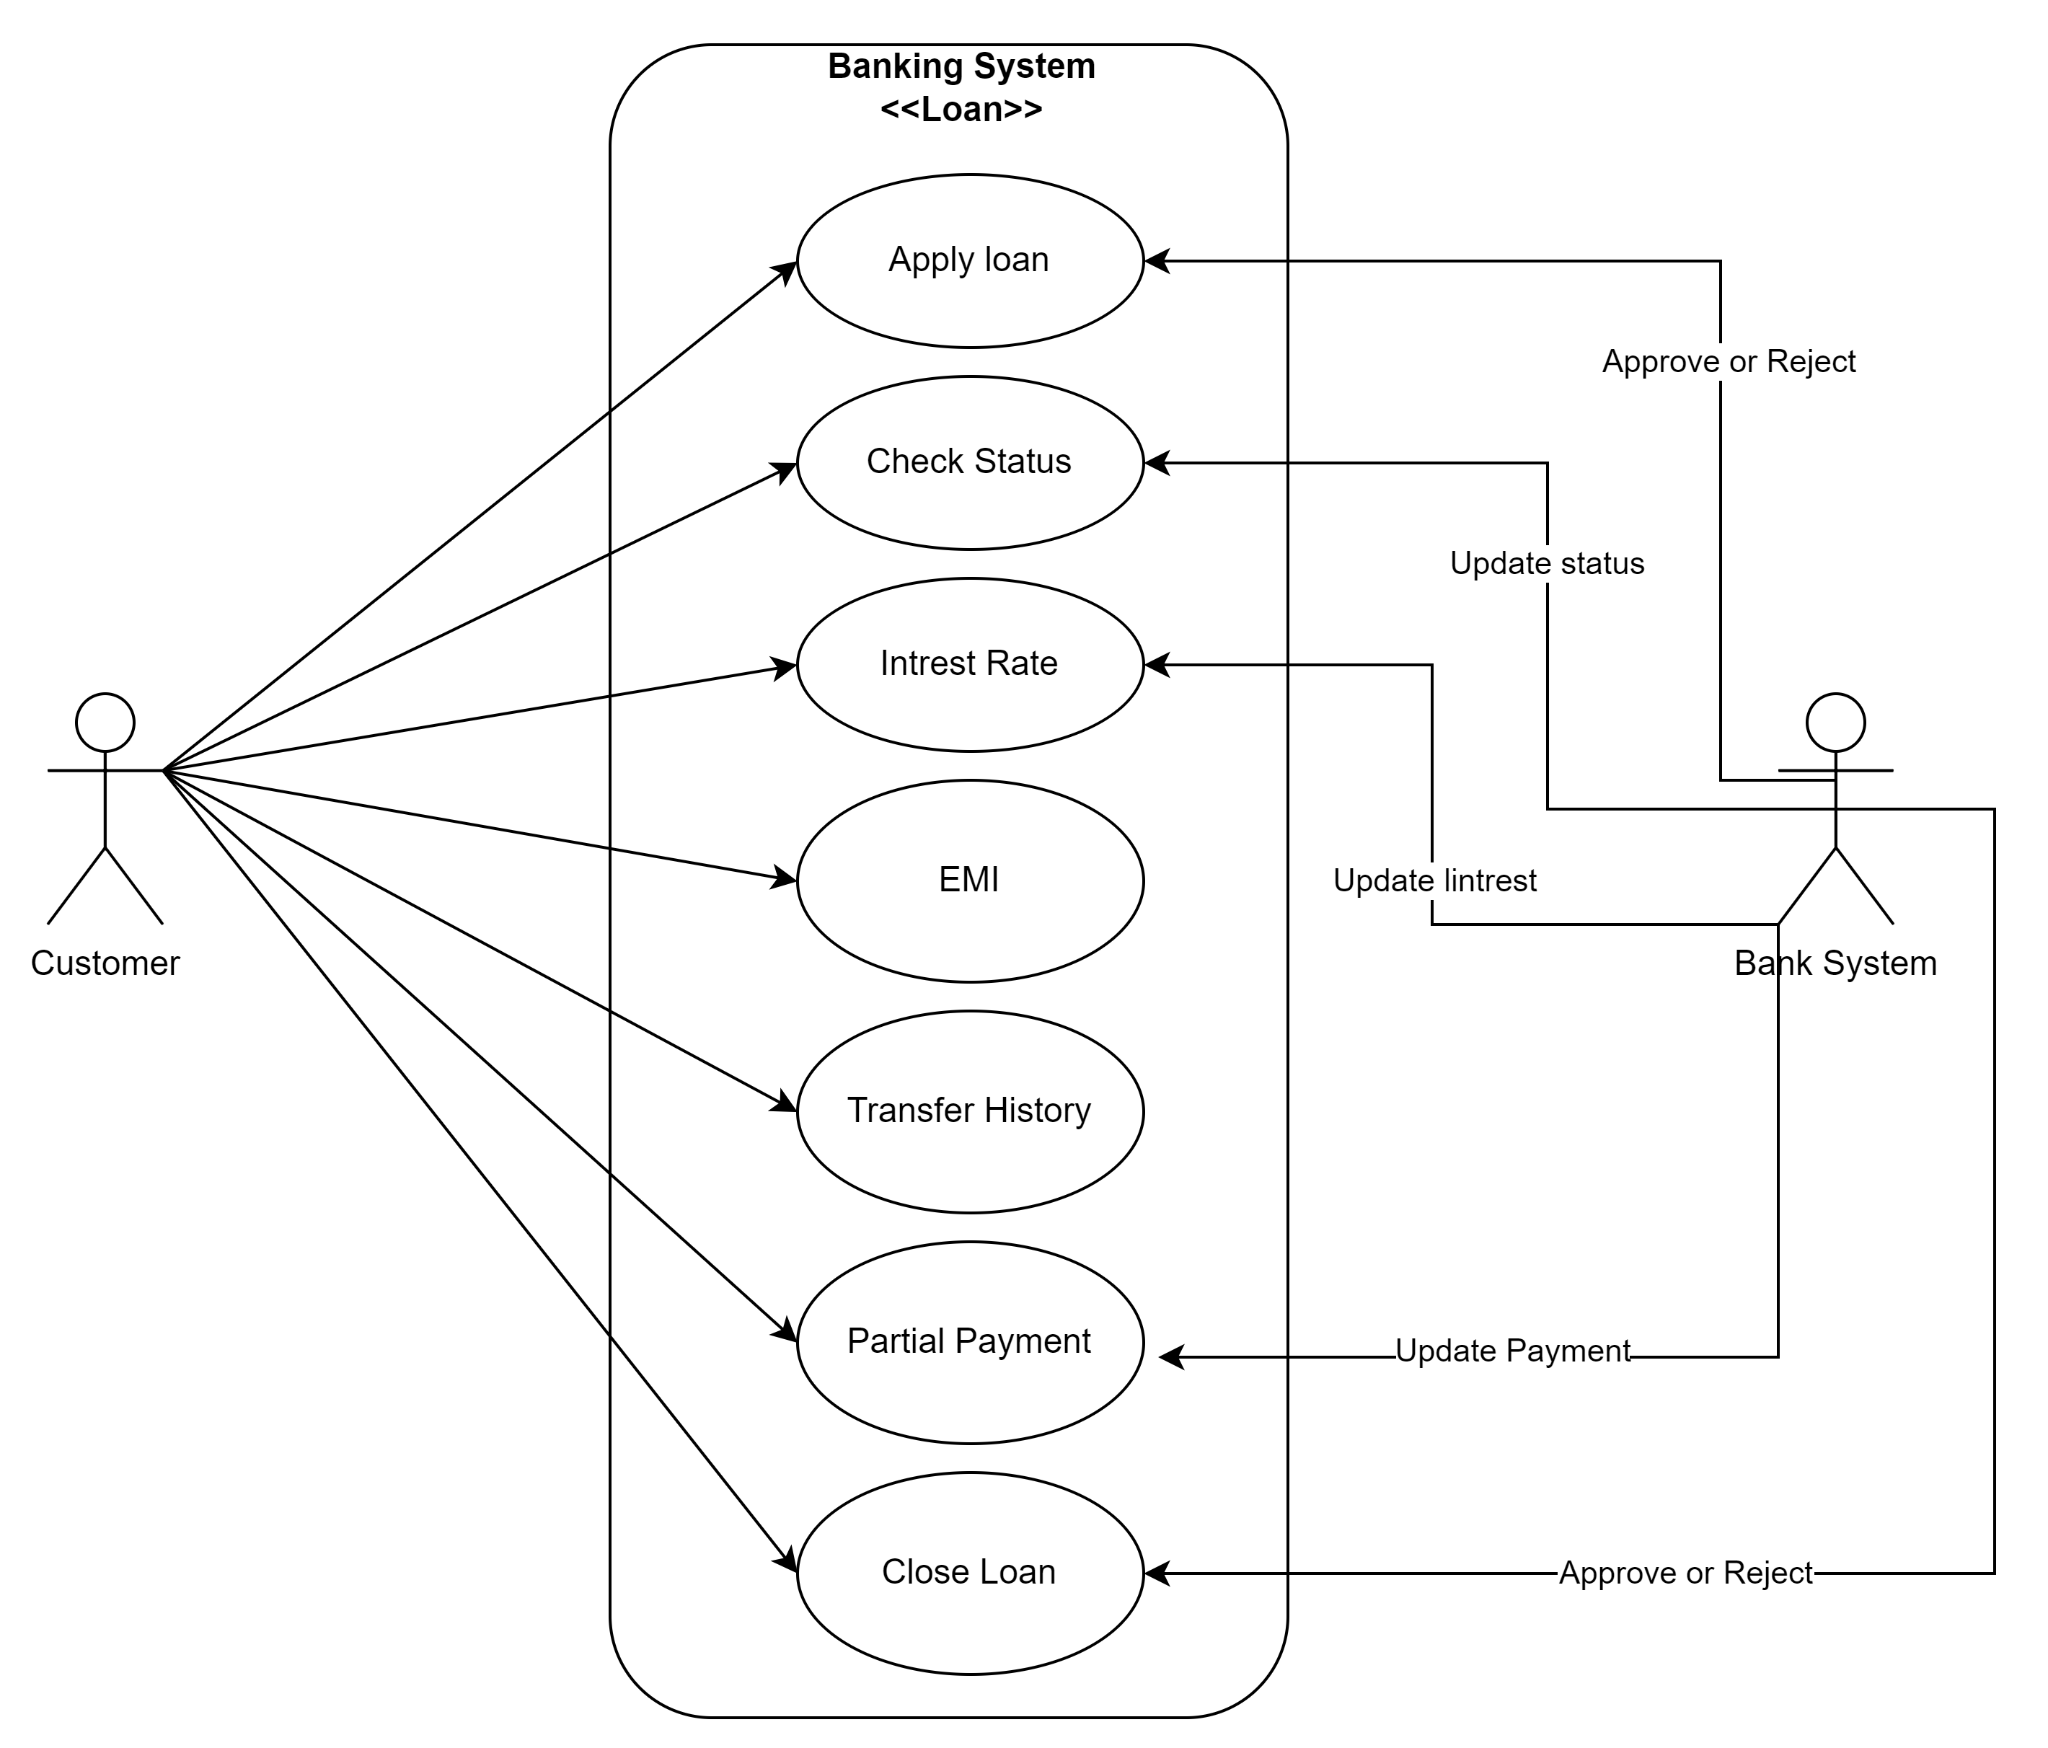 Banking System
<<Loan>>
Apply loan
Approve or Reject
Check Status
Update status
Intrest Rate
EMI
Update lintrest
Customer
Bank System
Transfer History
Partial Payment
Update Payment
Close Loan
Approve or Reject